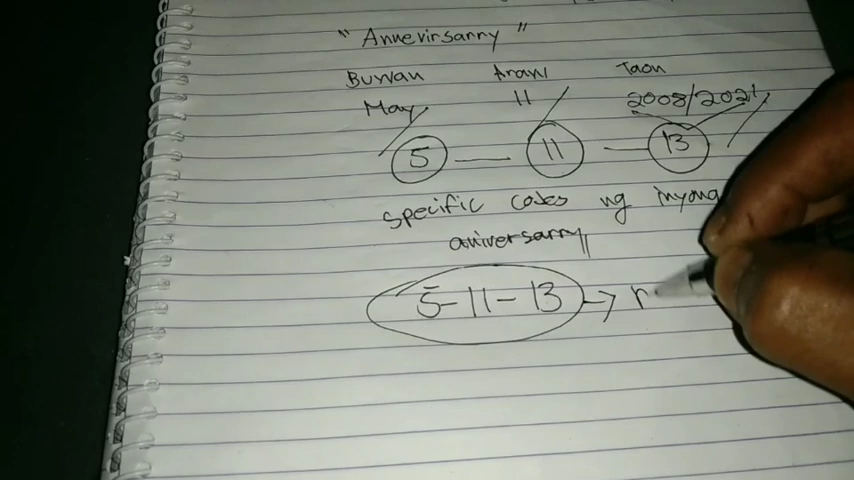 " Annevirsarry "
Buwan Araw Taon
May 11 2008/2021
5 — 11 — 13
specific codes ng inyong
aniversarry
5-11-13 → r